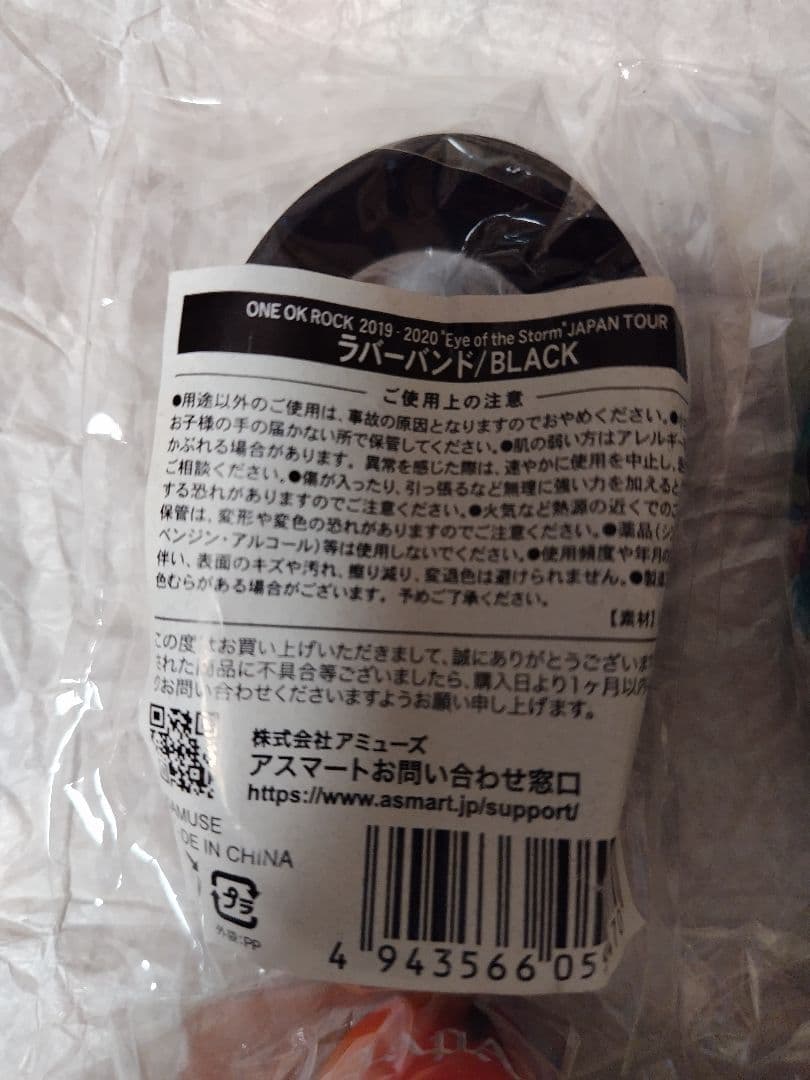 ONE OK ROCK 2019 - 2020 "Eye of the Storm" JAPAN TOUR
ラバーバンド/BLACK
ご使用上の注意
●用途以外のご使用は、事故の原因となりますのでおやめください。●
お子様の手の届かない所で保管してください。●肌の弱い方はアレルギー
かぶれる場合があります。異常を感じた際は、速やかに使用を中止し、
ご相談ください。●傷が入ったり、引っ張るなど無理に強い力を加えると
する恐れがありますのでご注意ください。●火気など熱源の近くでのご
保管は、変形や変色の恐れがありますのでご注意ください。●薬品(シン
ベンジン・アルコール)等は使用しないでください。●使用頻度や年月の
伴い、表面のキズや汚れ、擦り減り、変退色は避けられません。●製
色むらがある場合がございます。予めご了承ください。
【素材】
この度はお買い上げいただきまして、誠にありがとうございま
された商品に不具合等ございましたら、購入日より1ヶ月以
のお問い合わせくださいますようお願い申し上げます。
株式会社アミューズ
アスマートお問い合わせ窓口
https://www.asmart.jp/support/
AMUSE
DE IN CHINA
プラ
外袋:PP
4 943566 05